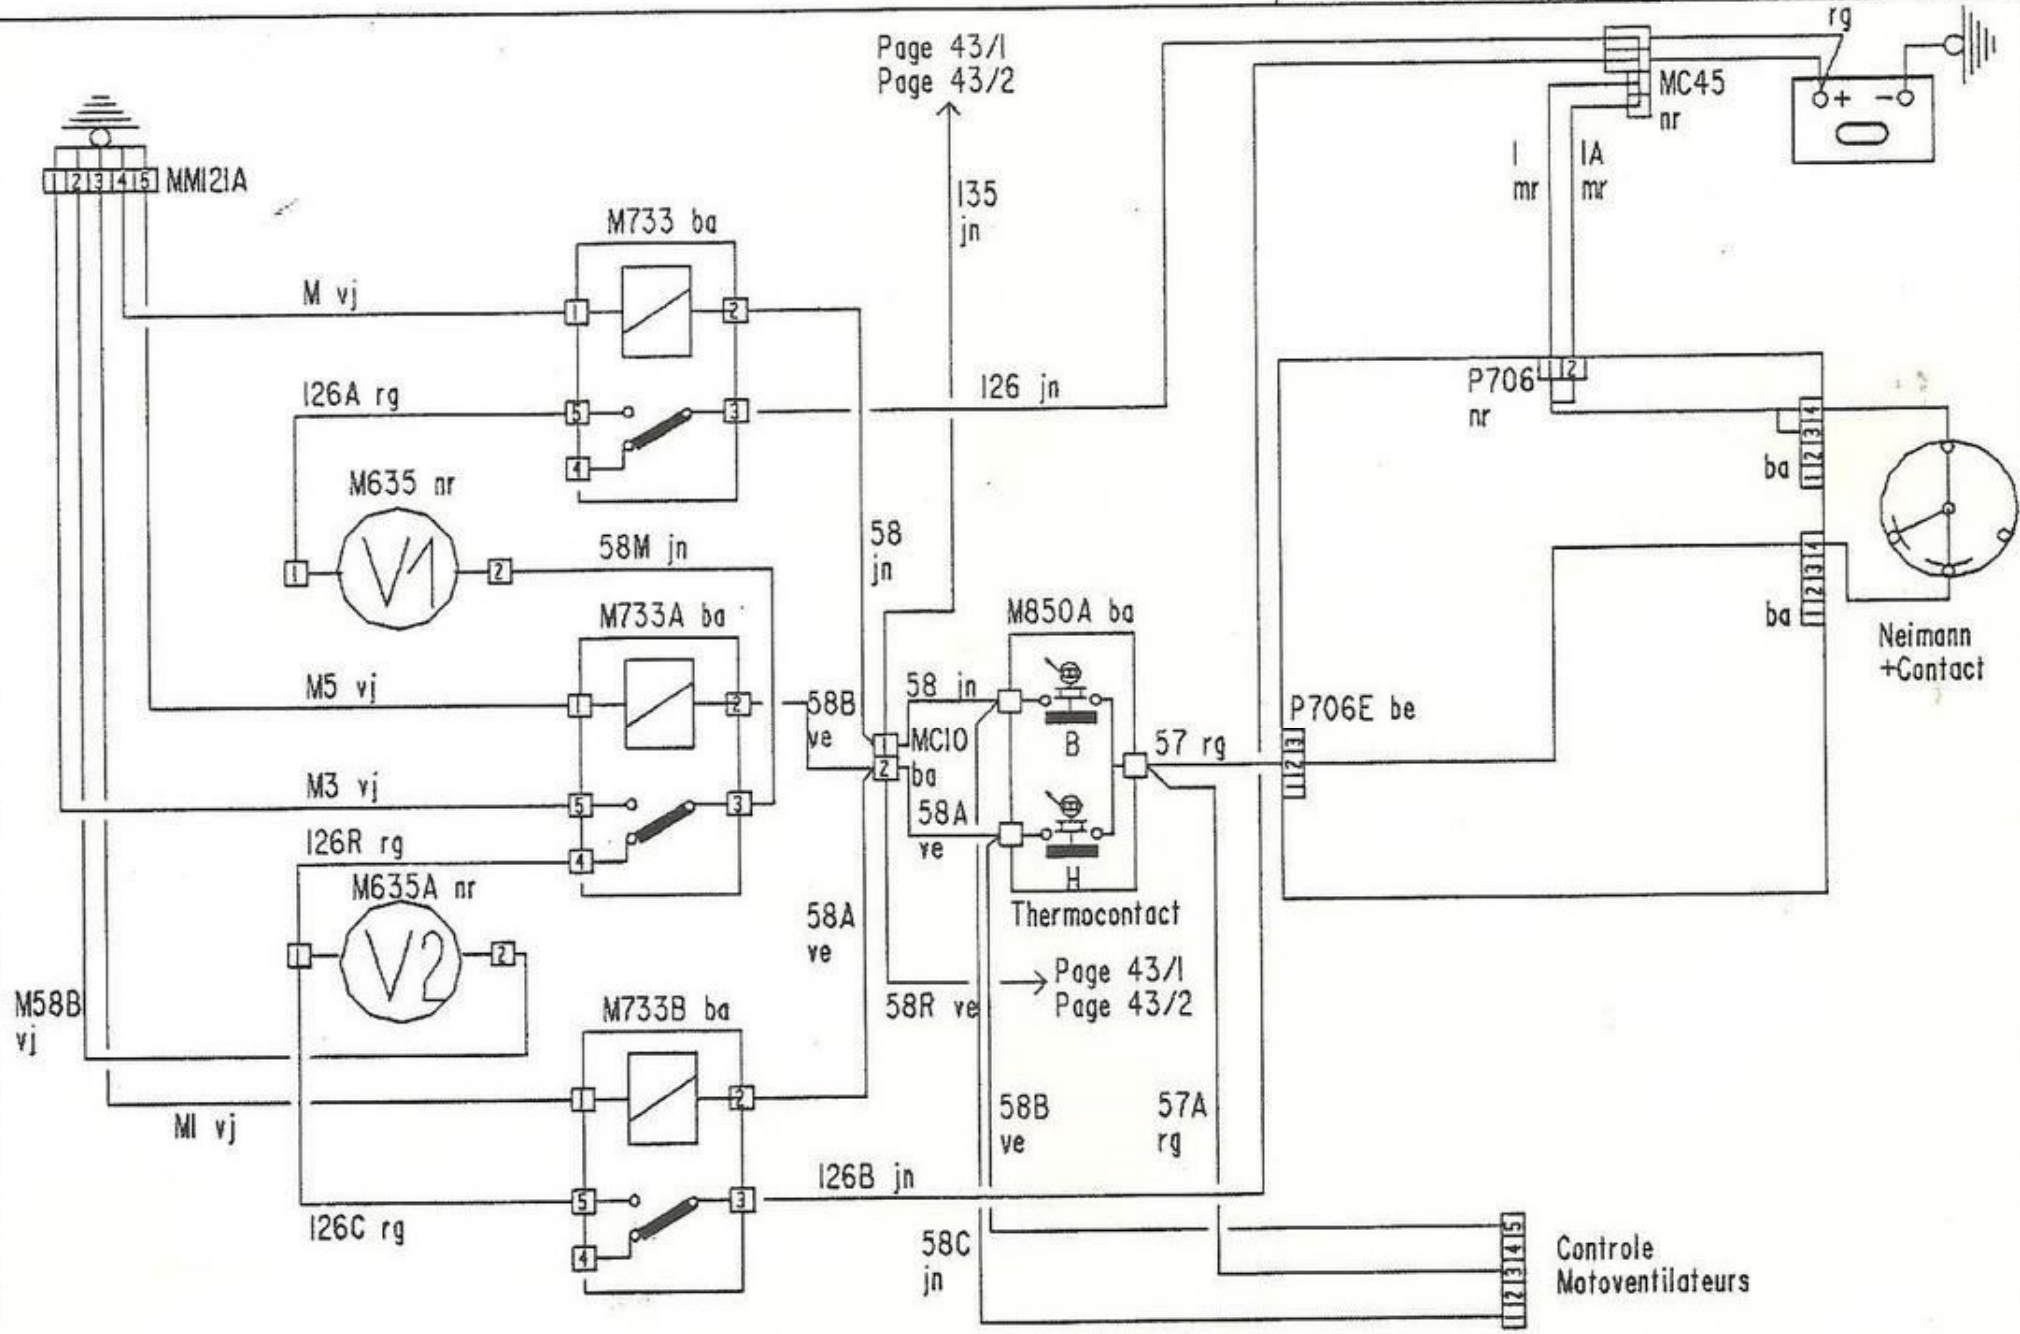 Page 43/1
Page 43/2
rg
+ -
MC45
nr
1 2 3 4 5 MM121A
1
mr
1A
mr
135
jn
M733 ba
M vj
1 2
P706
nr
1 2
126A rg
126 jn
5 3
4
4
3
2
1
ba
M635 nr
V1
1 2
58M jn
58
jn
4
3
2
1
ba
Neimann
+Contact
M733A ba
M850A ba
M5 vj
1 2
58B
ve
58 jn
MC10
ba
1
2
B
57 rg
P706E be
3
2
1
M3 vj
5 3
4
58A
ve
H
Thermocontact
126R rg
M635A nr
V2
1 2
58A
ve
Page 43/1
Page 43/2
58R ve
M58B
vj
M733B ba
1 2
M1 vj
58B
ve
57A
rg
126B jn
5 3
4
126C rg
58C
jn
5
4
3
2
1
Controle
Motoventilateurs